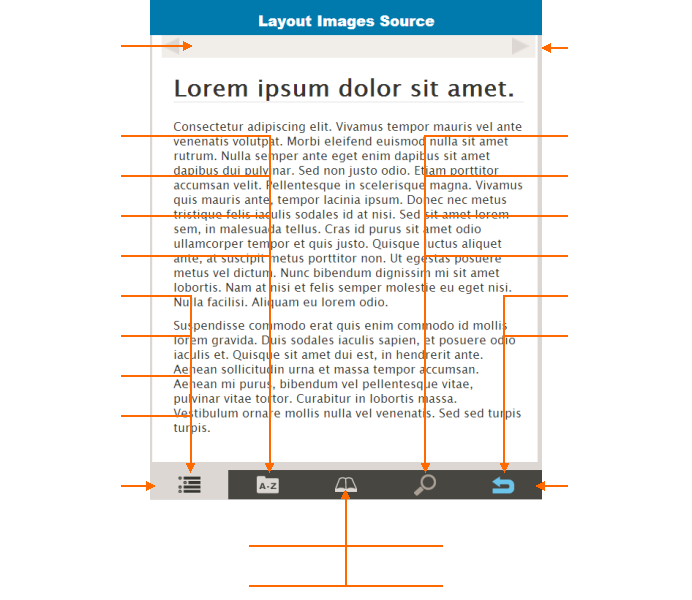 Layout Images Source
Lorem ipsum dolor sit amet.
Consectetur adipiscing elit. Vivamus tempor mauris vel ante
venenatis volutpat. Morbi eleifend euismod nulla sit amet
rutrum. Nulla semper ante eget enim dapibus sit amet
dapibus dui pulvinar. Sed non justo odio. Etiam porttitor
accumsan velit. Pellentesque in scelerisque magna. Vivamus
quis mauris ante, tempor lacinia ipsum. Donec nec metus
tristique felis iaculis sodales id at nisi. Sed sit amet lorem
sem, in malesuada tellus. Cras id purus sit amet odio
ullamcorper tempor et quis justo. Quisque luctus aliquet
ante, at suscipit metus porttitor non. Ut egestas posuere
metus vel dictum. Nunc bibendum dignissim mi sit amet
lobortis. Nam at nisi et felis semper molestie eu eget nisi.
Nulla facilisi. Aliquam eu lorem odio.
Suspendisse commodo erat quis enim commodo id mollis
lorem gravida. Duis sodales iaculis sapien, et posuere odio
iaculis et. Quisque sit amet dui est, in hendrerit ante.
Aenean sollicitudin urna et massa tempor accumsan.
Aenean mi purus, bibendum vel pellentesque vitae,
pulvinar vitae tortor. Curabitur in lobortis massa.
Vestibulum ornare mollis nulla vel venenatis. Sed sed turpis
turpis.
A-Z